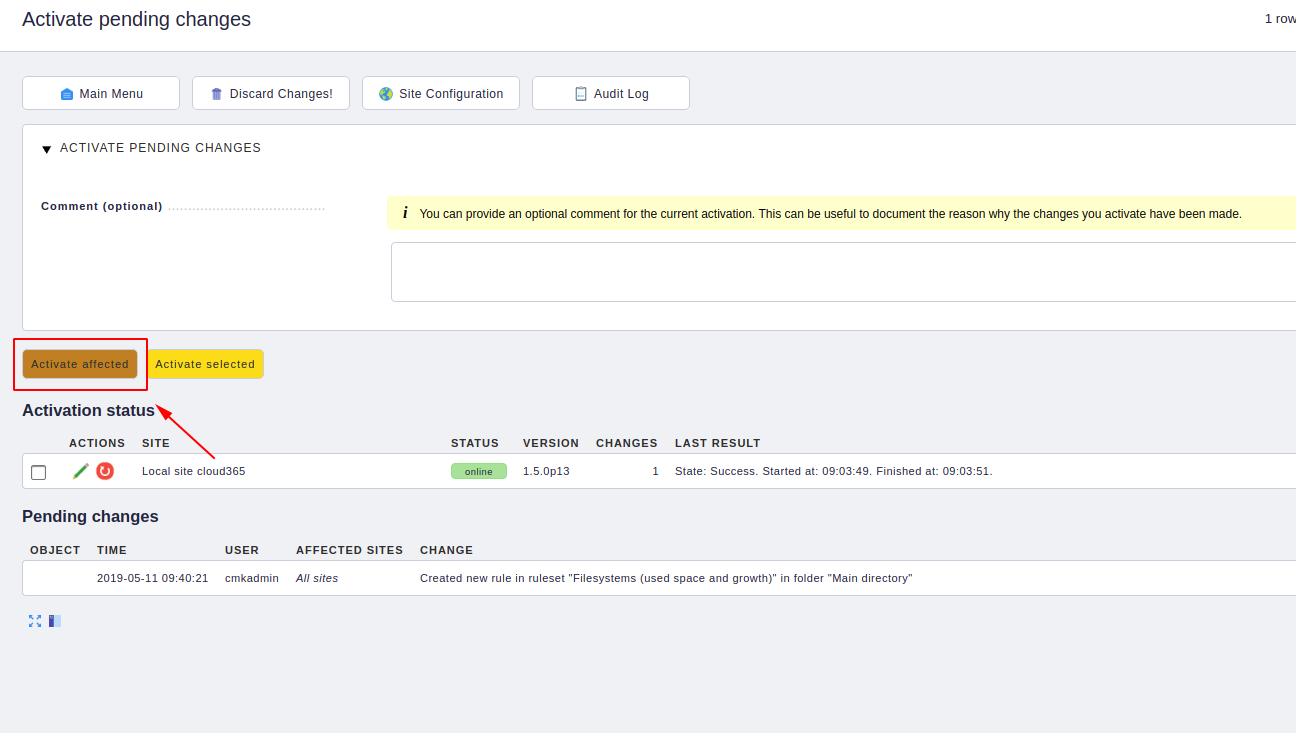 Activate pending changes
1 row
Main Menu
Discard Changes!
Site Configuration
Audit Log
ACTIVATE PENDING CHANGES
Comment (optional)
i You can provide an optional comment for the current activation. This can be useful to document the reason why the changes you activate have been made.
Activate affected
Activate selected
Activation status
ACTIONS SITE STATUS VERSION CHANGES LAST RESULT
Local site cloud365 online 1.5.0p13 1 State: Success. Started at: 09:03:49. Finished at: 09:03:51.
Pending changes
OBJECT TIME USER AFFECTED SITES CHANGE
2019-05-11 09:40:21 cmkadmin All sites Created new rule in ruleset "Filesystems (used space and growth)" in folder "Main directory"